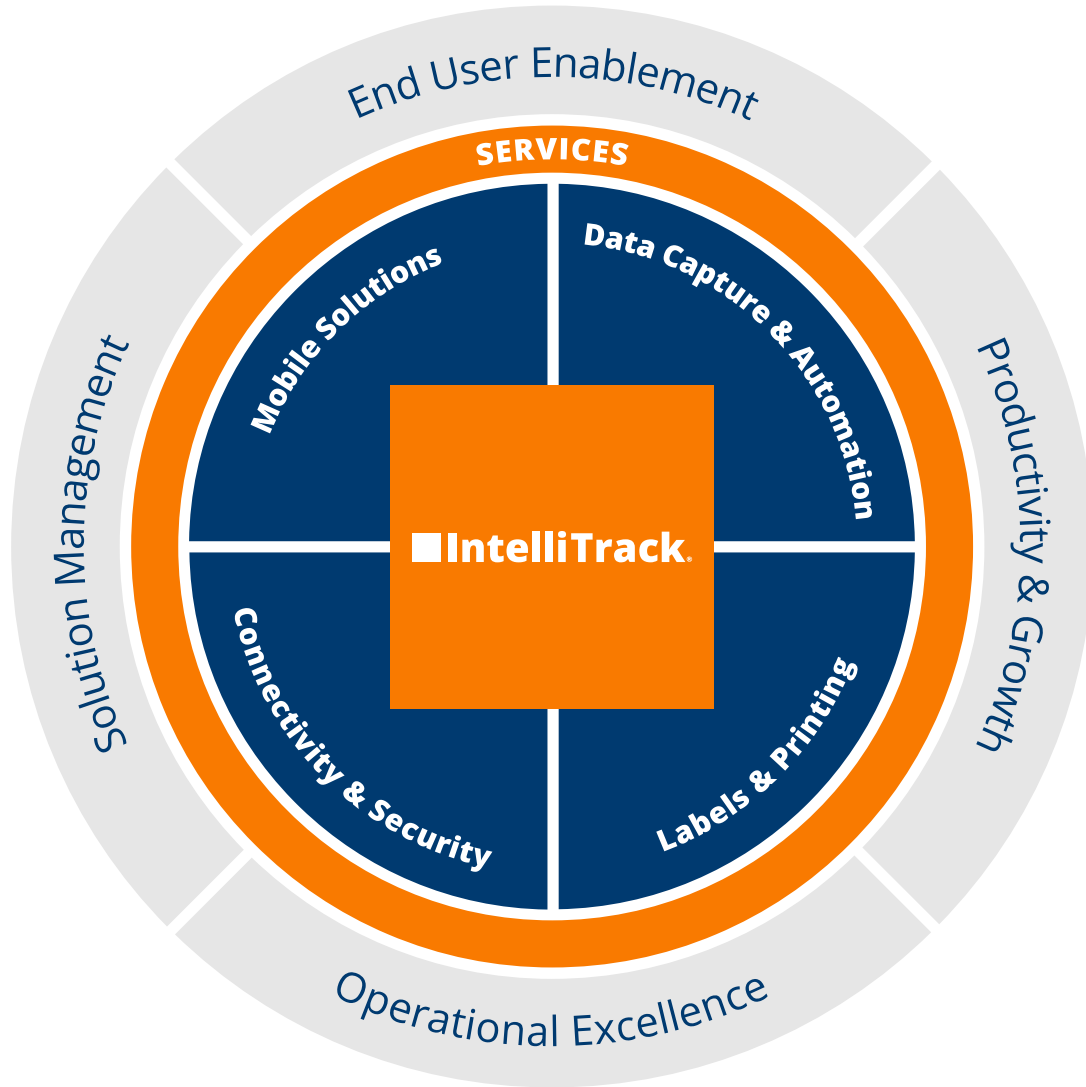 End User Enablement
SERVICES
Mobile Solutions
Data Capture & Automation
Solution Management
Productivity & Growth
IntelliTrack®
Connectivity & Security
Labels & Printing
Operational Excellence